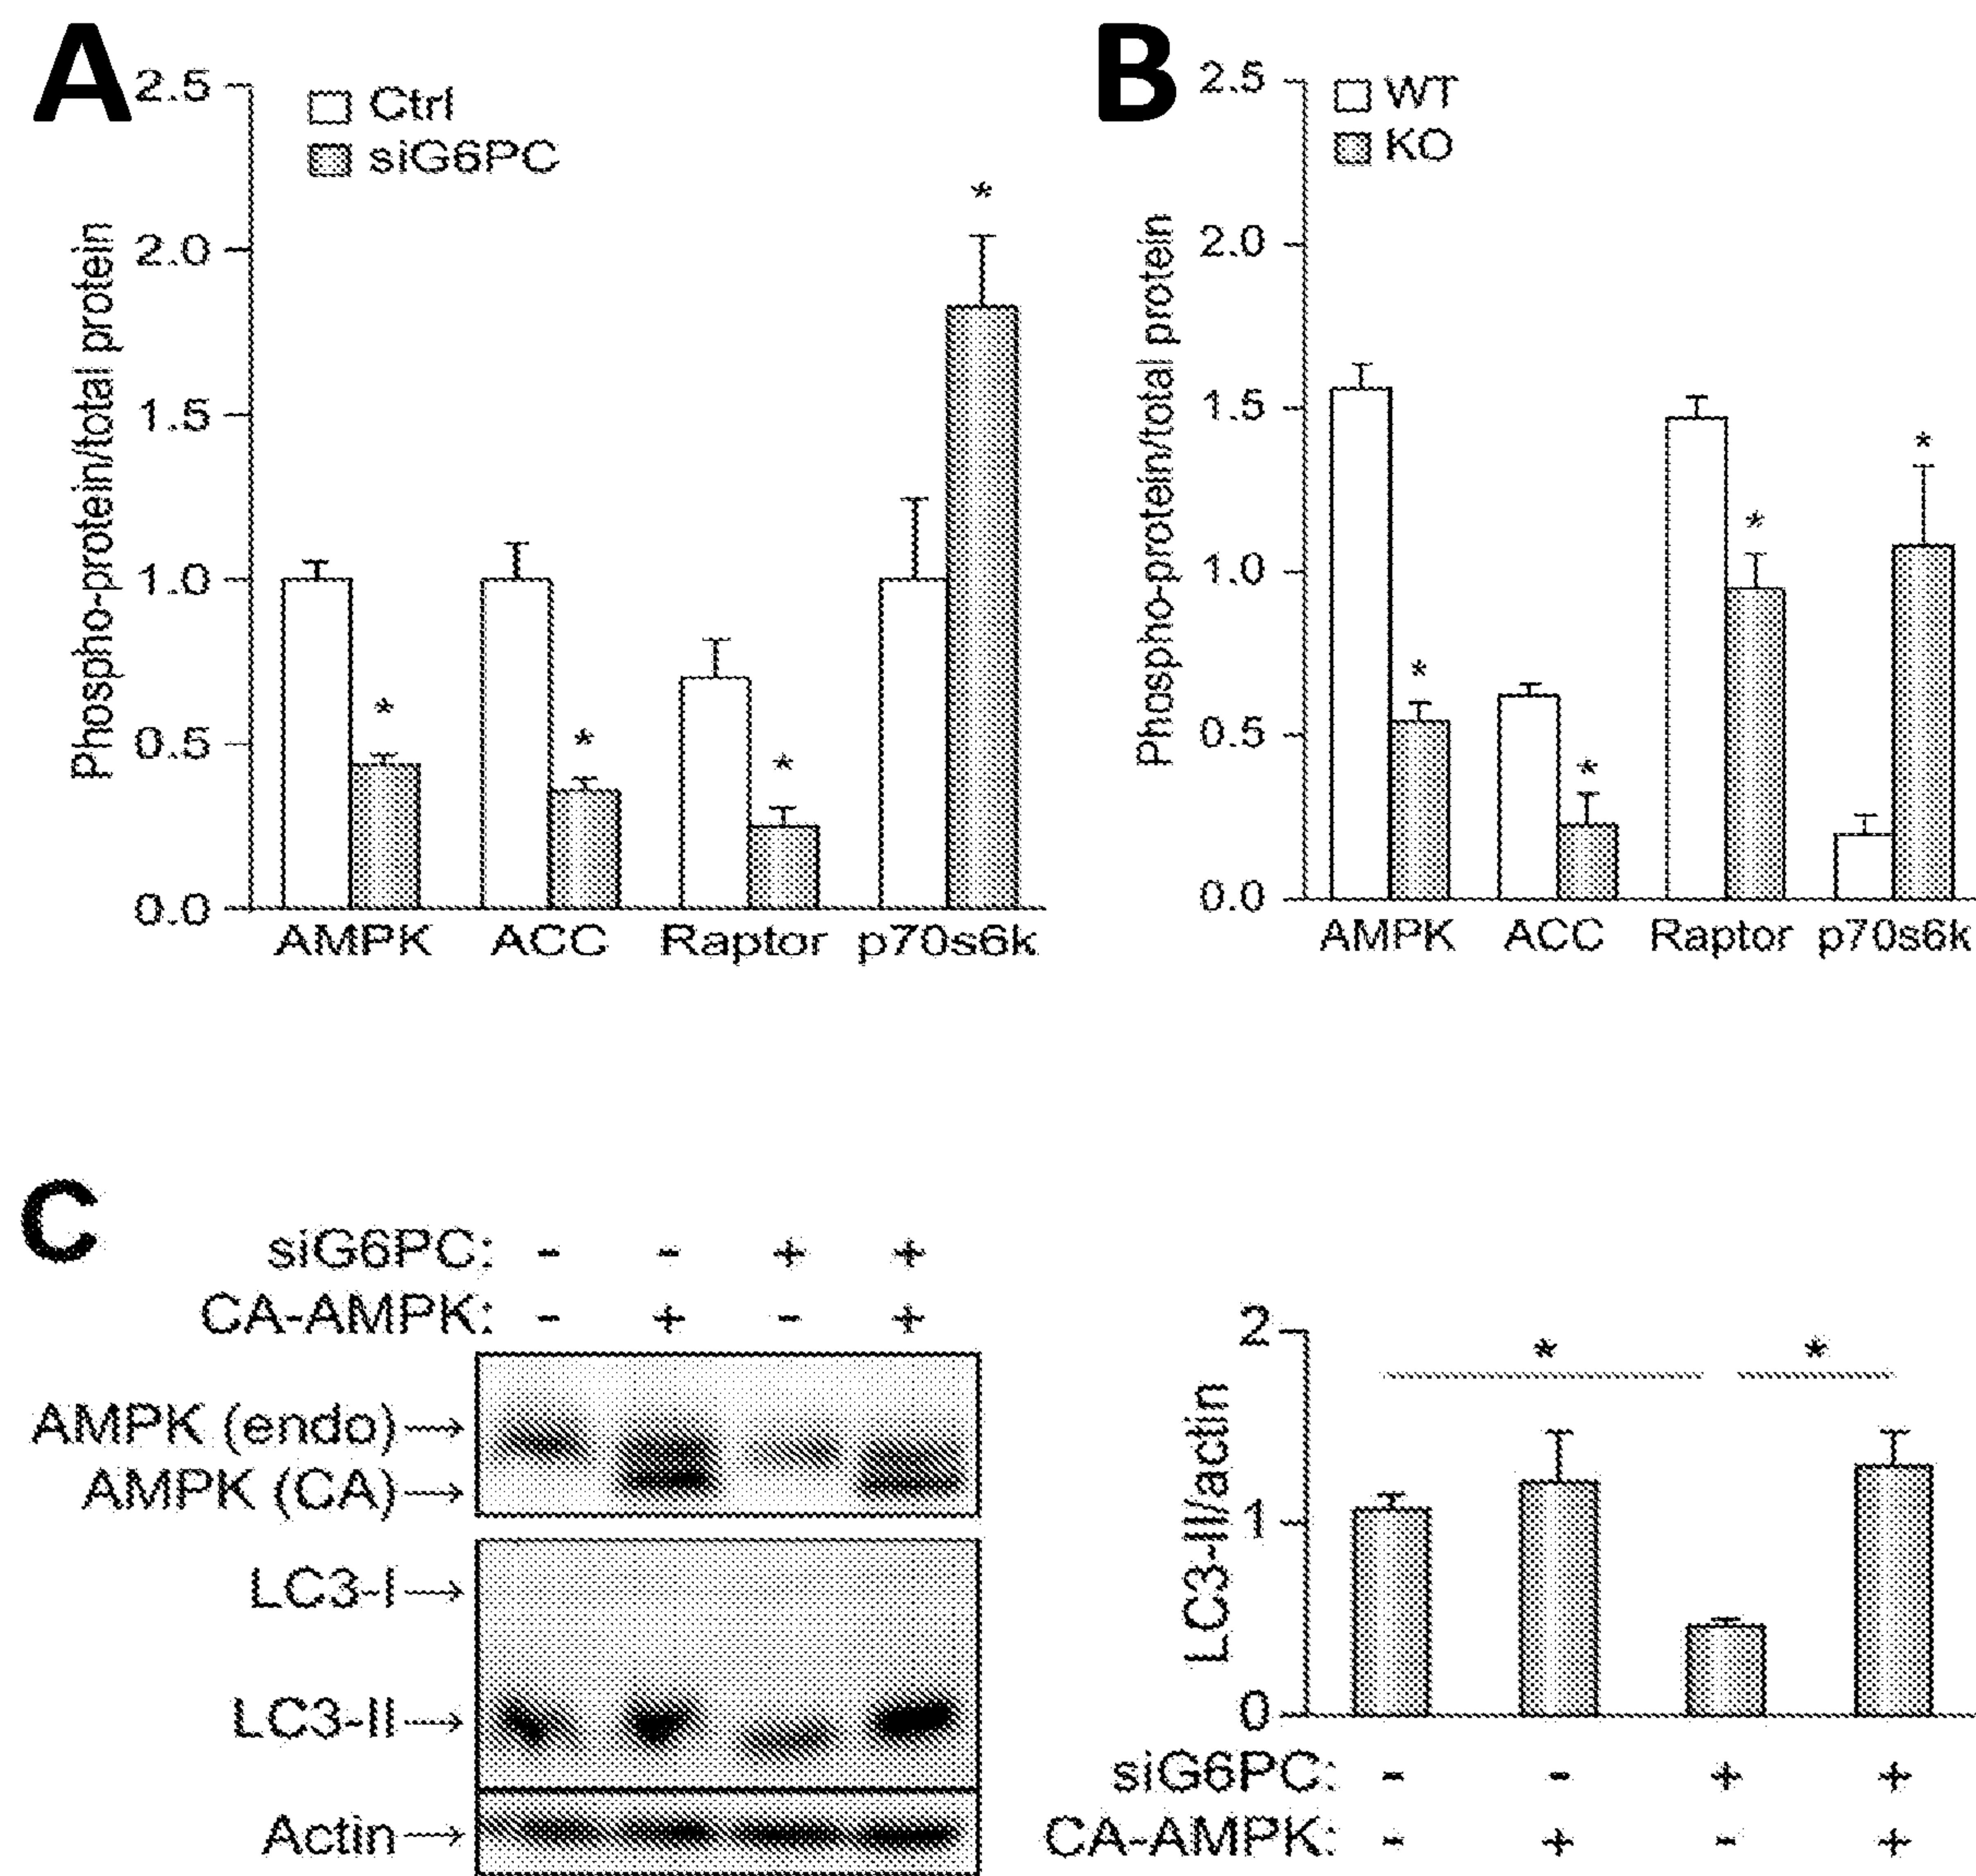 A
2.5
2.0
1.5
1.0
0.5
0.0
Phospho-protein/total protein
Ctrl
siG6PC
*
*
*
*
AMPK ACC Raptor p70s6k
B
2.5
2.0
1.5
1.0
0.5
0.0
Phospho-protein/total protein
WT
KO
*
*
*
*
AMPK ACC Raptor p70s6k
C
siG6PC: - - + +
CA-AMPK: - + - +
AMPK (endo)→
AMPK (CA)→
LC3-I→
LC3-II→
Actin→
2
1
0
LC3-II/actin
* *
siG6PC: - - + +
CA-AMPK: - + - +